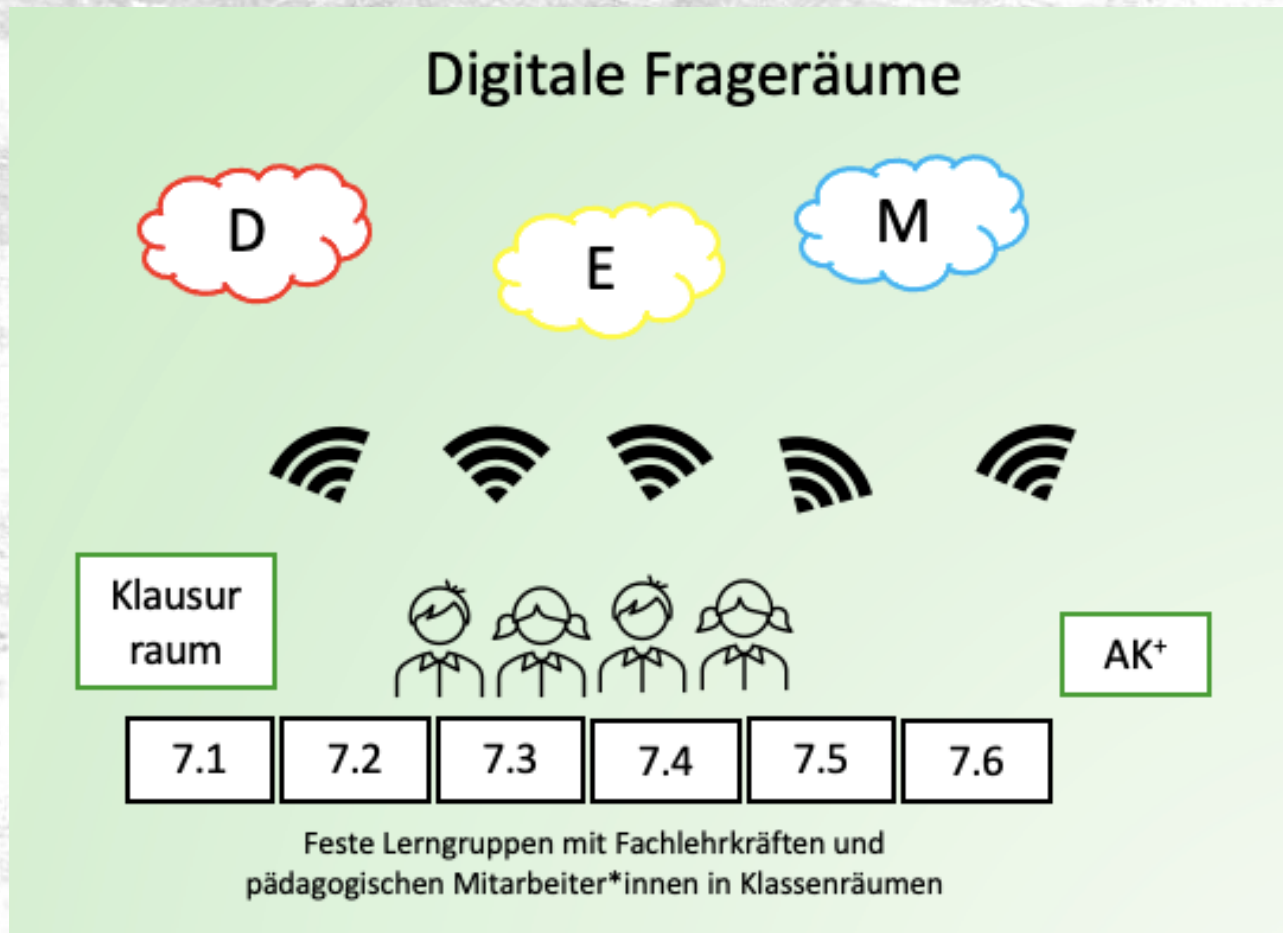 Digitale Frageräume
D
E
M
Klausur
raum
AK⁺
7.1
7.2
7.3
7.4
7.5
7.6
Feste Lerngruppen mit Fachlehrkräften und
pädagogischen Mitarbeiter*innen in Klassenräumen